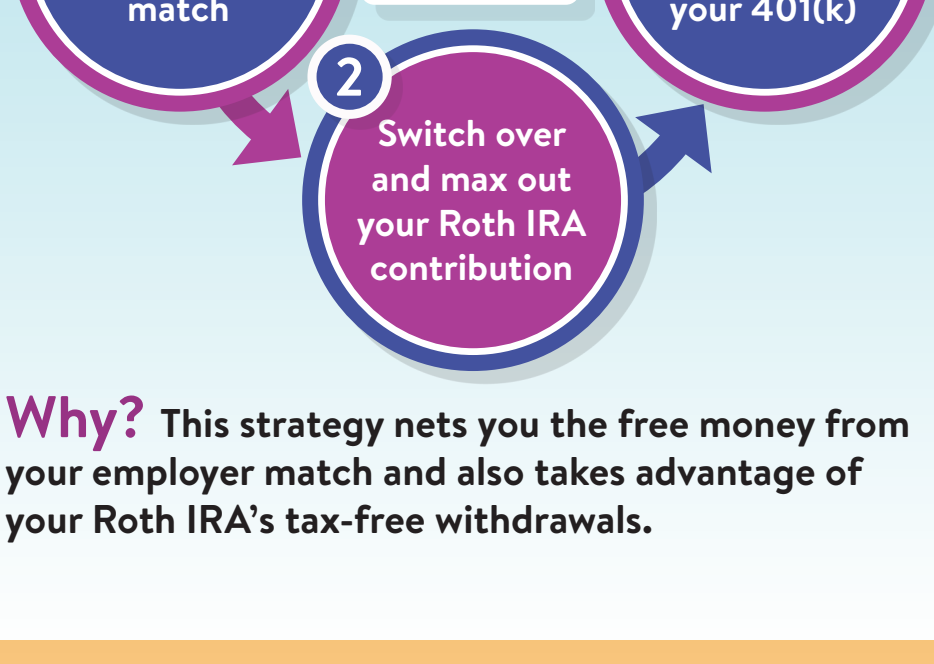 match
your 401(k)
2
Switch over
and max out
your Roth IRA
contribution
Why? This strategy nets you the free money from
your employer match and also takes advantage of
your Roth IRA’s tax-free withdrawals.